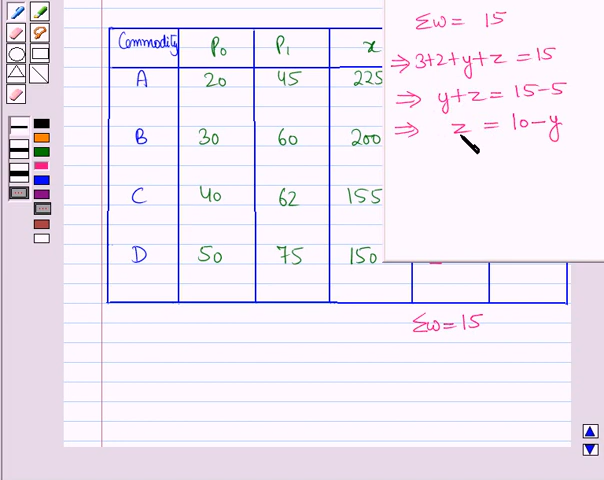 Σw = 15
⇒ 3+2+y+z = 15
⇒ y+z = 15-5
⇒ z = 10-y
Commodity P₀ P₁ x
A 20 45 225
B 30 60 200
C 40 62 155
D 50 75 150
Σw = 15